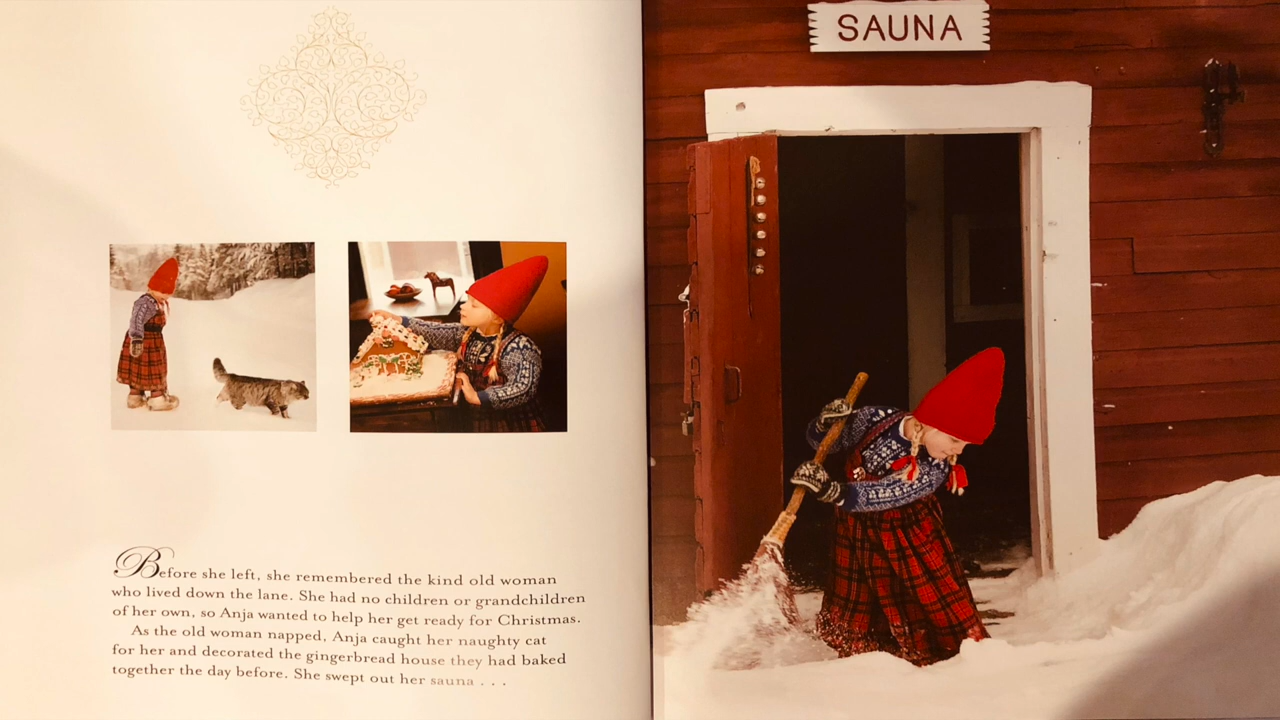 Before she left, she remembered the kind old woman
who lived down the lane. She had no children or grandchildren
of her own, so Anja wanted to help her get ready for Christmas.
As the old woman napped, Anja caught her naughty cat
for her and decorated the gingerbread house they had baked
together the day before. She swept out her sauna . . .
SAUNA